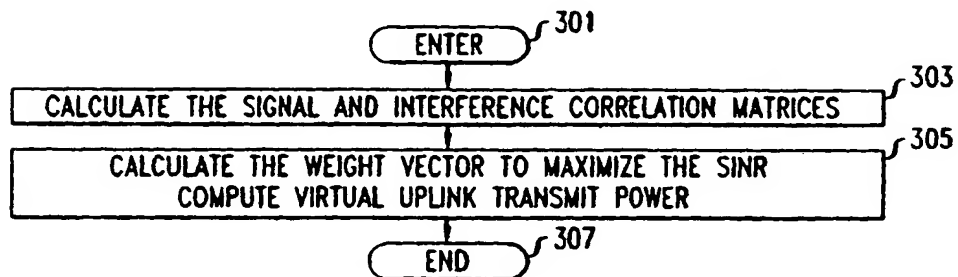 301
ENTER
303
CALCULATE THE SIGNAL AND INTERFERENCE CORRELATION MATRICES
305
CALCULATE THE WEIGHT VECTOR TO MAXIMIZE THE SINR
COMPUTE VIRTUAL UPLINK TRANSMIT POWER
307
END